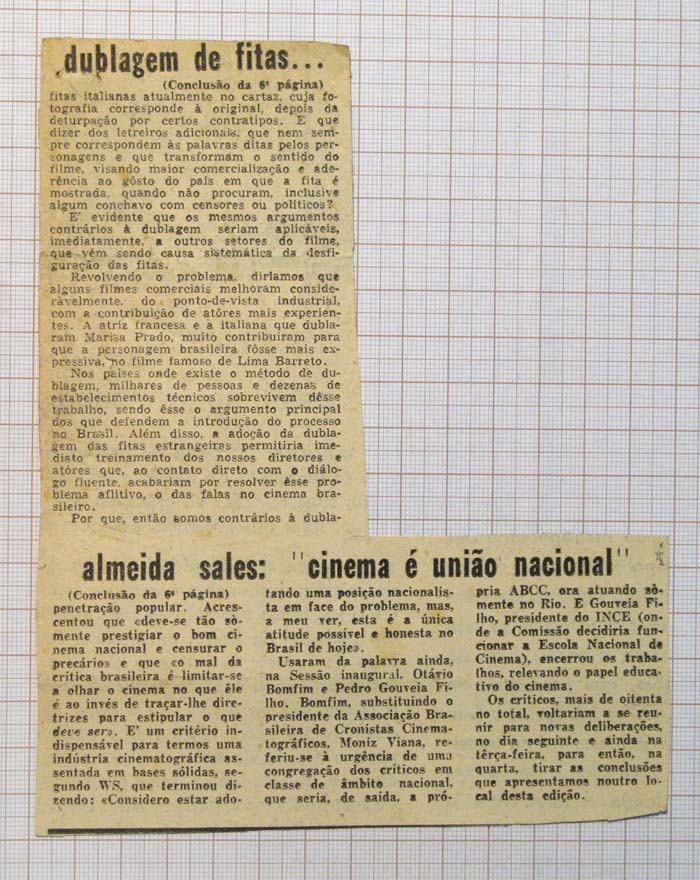 dublagem de fitas...
(Conclusão da 6ª página)
fitas italianas atualmente no cartaz, cuja fo-
tografia corresponde à original, depois da
deturpação por certos contratipos. E que
dizer dos letreiros adicionais, que nem sem-
pre correspondem às palavras ditas pelos per-
sonagens e que transformam o sentido do
filme, visando maior comercialização e ade-
rência ao gôsto do país em que a fita é
mostrada, quando não procuram, inclusive
algum conchavo com censores ou políticos?
E' evidente que os mesmos argumentos
contrários à dublagem seriam aplicáveis,
imediatamente, a outros setores do filme,
que vêm sendo causa sistemática da desfi-
guração das fitas.
Revolvendo o problema, diríamos que
alguns filmes comerciais melhoram conside-
ràvelmente, do ponto-de-vista industrial,
com a contribuição de atôres mais experien-
tes. A atriz francesa e a italiana que dubla-
ram Marisa Prado, muito contribuiram para
que a personagem brasileira fôsse mais ex-
pressiva, no filme famoso de Lima Barreto.
Nos países onde existe o método de du-
blagem, milhares de pessoas e dezenas de
estabelecimentos técnicos sobrevivem dêsse
trabalho, sendo êsse o argumento principal
dos que defendem a introdução do processo
no Brasil. Além disso, a adoção da dubla-
gem das fitas estrangeiras permitiria ime-
diato treinamento dos nossos diretores e
atôres que, ao contato direto com o diálo-
go fluente, acabariam por resolver êsse pro-
blema aflitivo, o das falas no cinema bra-
sileiro.
Por que, então somos contrários à dubla-
almeida sales: "cinema é união nacional"
(Conclusão da 6ª página)
penetração popular. Acres-
centou que «deve-se tão sò-
mente prestigiar o bom ci-
nema nacional e censurar o
precário» e que «o mal da
crítica brasileira é limitar-se
a olhar o cinema no que êle é
ao invés de traçar-lhe dire-
trizes para estipular o que
deve ser». E' um critério in-
dispensável para termos uma
indústria cinematográfica as-
sentada em bases sólidas, se-
gundo WS, que terminou di-
zendo: «Considero estar ado-
tando uma posição nacionalis-
ta em face do problema, mas,
a meu ver, esta é a única
atitude possível e honesta no
Brasil de hoje».
Usaram da palavra ainda,
na Sessão inaugural, Otávio
Bomfim e Pedro Gouveia Fi-
lho. Bomfim, substituindo o
presidente da Associação Bra-
sileira de Cronistas Cinema-
tográficos, Moniz Viana, re-
feriu-se à urgência de uma
congregação dos críticos em
classe de âmbito nacional,
que seria, de saída, a pró-
pria ABCC, ora atuando sò-
mente no Rio. E Gouveia Fi-
lho, presidente do INCE (on-
de a Comissão decidiria fun-
cionar a Escola Nacional de
Cinema), encerrou os traba-
lhos, relevando o papel educa-
tivo do cinema.
Os críticos, mais de oitenta
no total, voltariam a se reu-
nir para novas deliberações,
no dia seguinte e ainda na
têrça-feira, para então, na
quarta, tirar as conclusões
que apresentamos noutro lo-
cal desta edição.